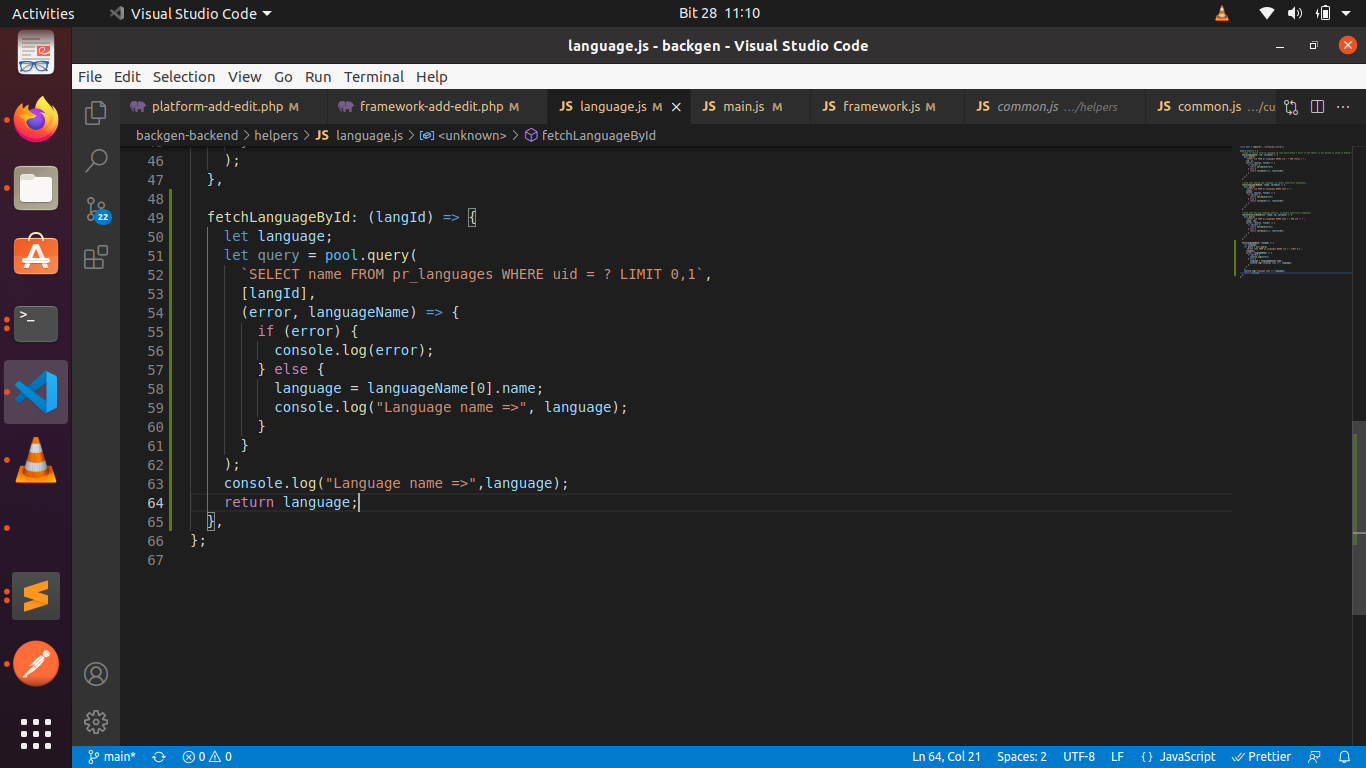 Activities Visual Studio Code Bit 28 11:10
language.js - backgen - Visual Studio Code
File Edit Selection View Go Run Terminal Help
platform-add-edit.php M framework-add-edit.php M JS language.js M JS main.js M JS framework.js M JS common.js .../helpers JS common.js .../cu
backgen-backend > helpers > JS language.js > <unknown> > fetchLanguageById
46 );
47 },
48
49 fetchLanguageById: (langId) => {
50 let language;
51 let query = pool.query(
52 `SELECT name FROM pr_languages WHERE uid = ? LIMIT 0,1`,
53 [langId],
54 (error, languageName) => {
55 if (error) {
56 console.log(error);
57 } else {
58 language = languageName[0].name;
59 console.log("Language name =>", language);
60 }
61 }
62 );
63 console.log("Language name =>",language);
64 return language;
65 },
66 };
67
22
main* 0 0 Ln 64, Col 21 Spaces: 2 UTF-8 LF {} JavaScript Prettier